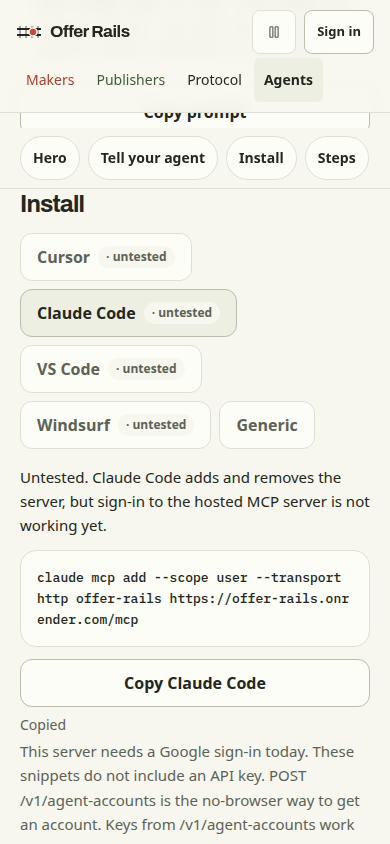 Offer Rails
Sign in
Makers Publishers Protocol Agents
Copy prompt
Hero Tell your agent Install Steps
Install
Cursor · untested
Claude Code · untested
VS Code · untested
Windsurf · untested Generic
Untested. Claude Code adds and removes the
server, but sign-in to the hosted MCP server is not
working yet.
claude mcp add --scope user --transport
http offer-rails https://offer-rails.onr
ender.com/mcp
Copy Claude Code
Copied
This server needs a Google sign-in today. These
snippets do not include an API key. POST
/v1/agent-accounts is the no-browser way to get
an account. Keys from /v1/agent-accounts work